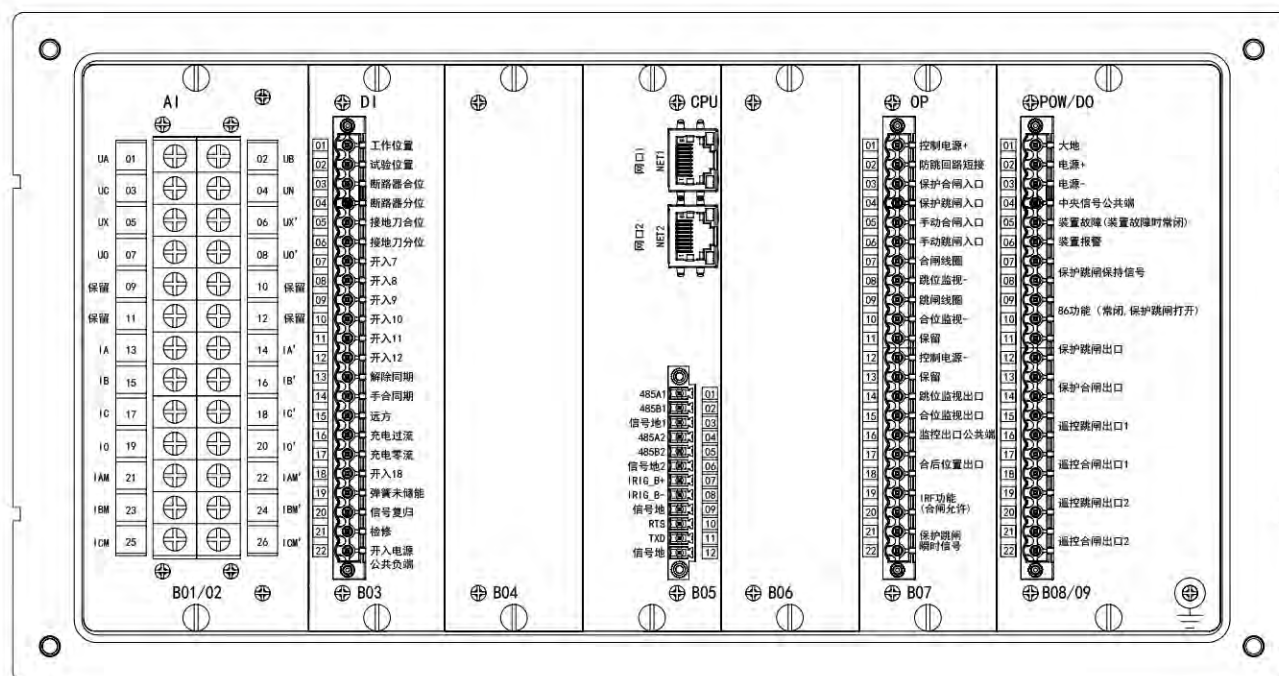 AI
UA 01 02 UB
UC 03 04 UN
UX 05 06 UX'
U0 07 08 U0'
保留 09 10 保留
保留 11 12 保留
IA 13 14 IA'
IB 15 16 IB'
IC 17 18 IC'
I0 19 20 I0'
IAM 21 22 IAM'
IBM 23 24 IBM'
ICM 25 26 ICM'
B01/02
DI
01 工作位置
02 试验位置
03 断路器合位
04 断路器分位
05 接地刀合位
06 接地刀分位
07 开入7
08 开入8
09 开入9
10 开入10
11 开入11
12 开入12
13 解除同期
14 手合同期
15 远方
16 充电过流
17 充电零流
18 开入18
19 弹簧未储能
20 信号复归
21 检修
22 开入电源
公共负端
B03
B04
CPU
网口1 NET1
网口2 NET2
485A1 01
485B1 02
信号地1 03
485A2 04
485B2 05
信号地2 06
IRIG_B+ 07
IRIG_B- 08
信号地 09
RTS 10
TXD 11
信号地 12
B05
B06
OP
01 控制电源+
02 防跳回路短接
03 保护合闸入口
04 保护跳闸入口
05 手动合闸入口
06 手动跳闸入口
07 合闸线圈
08 跳位监视-
09 跳闸线圈
10 合位监视-
11 保留
12 控制电源-
13 保留
14 跳位监视出口
15 合位监视出口
16 监控出口公共端
17
合后位置出口
18
19 IRF功能
20 (合闸允许)
21 保护跳闸
22 瞬时信号
B07
POW/DO
01 大地
02 电源+
03 电源-
04 中央信号公共端
05 装置故障(装置故障时常闭)
06 装置报警
07
保护跳闸保持信号
08
09
86功能（常闭,保护跳闸打开）
10
11
保护跳闸出口
12
13
保护合闸出口
14
15
遥控跳闸出口1
16
17
遥控合闸出口1
18
19
遥控跳闸出口2
20
21
遥控合闸出口2
22
B08/09